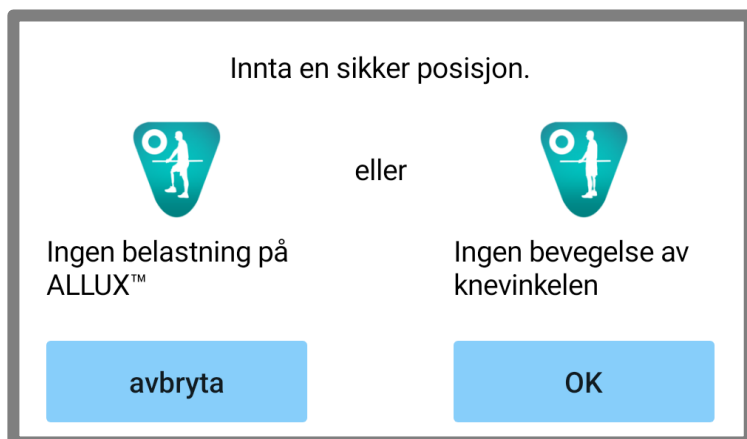 Innta en sikker posisjon.
eller
Ingen belastning på
ALLUX™
Ingen bevegelse av
knevinkelen
avbryta
OK